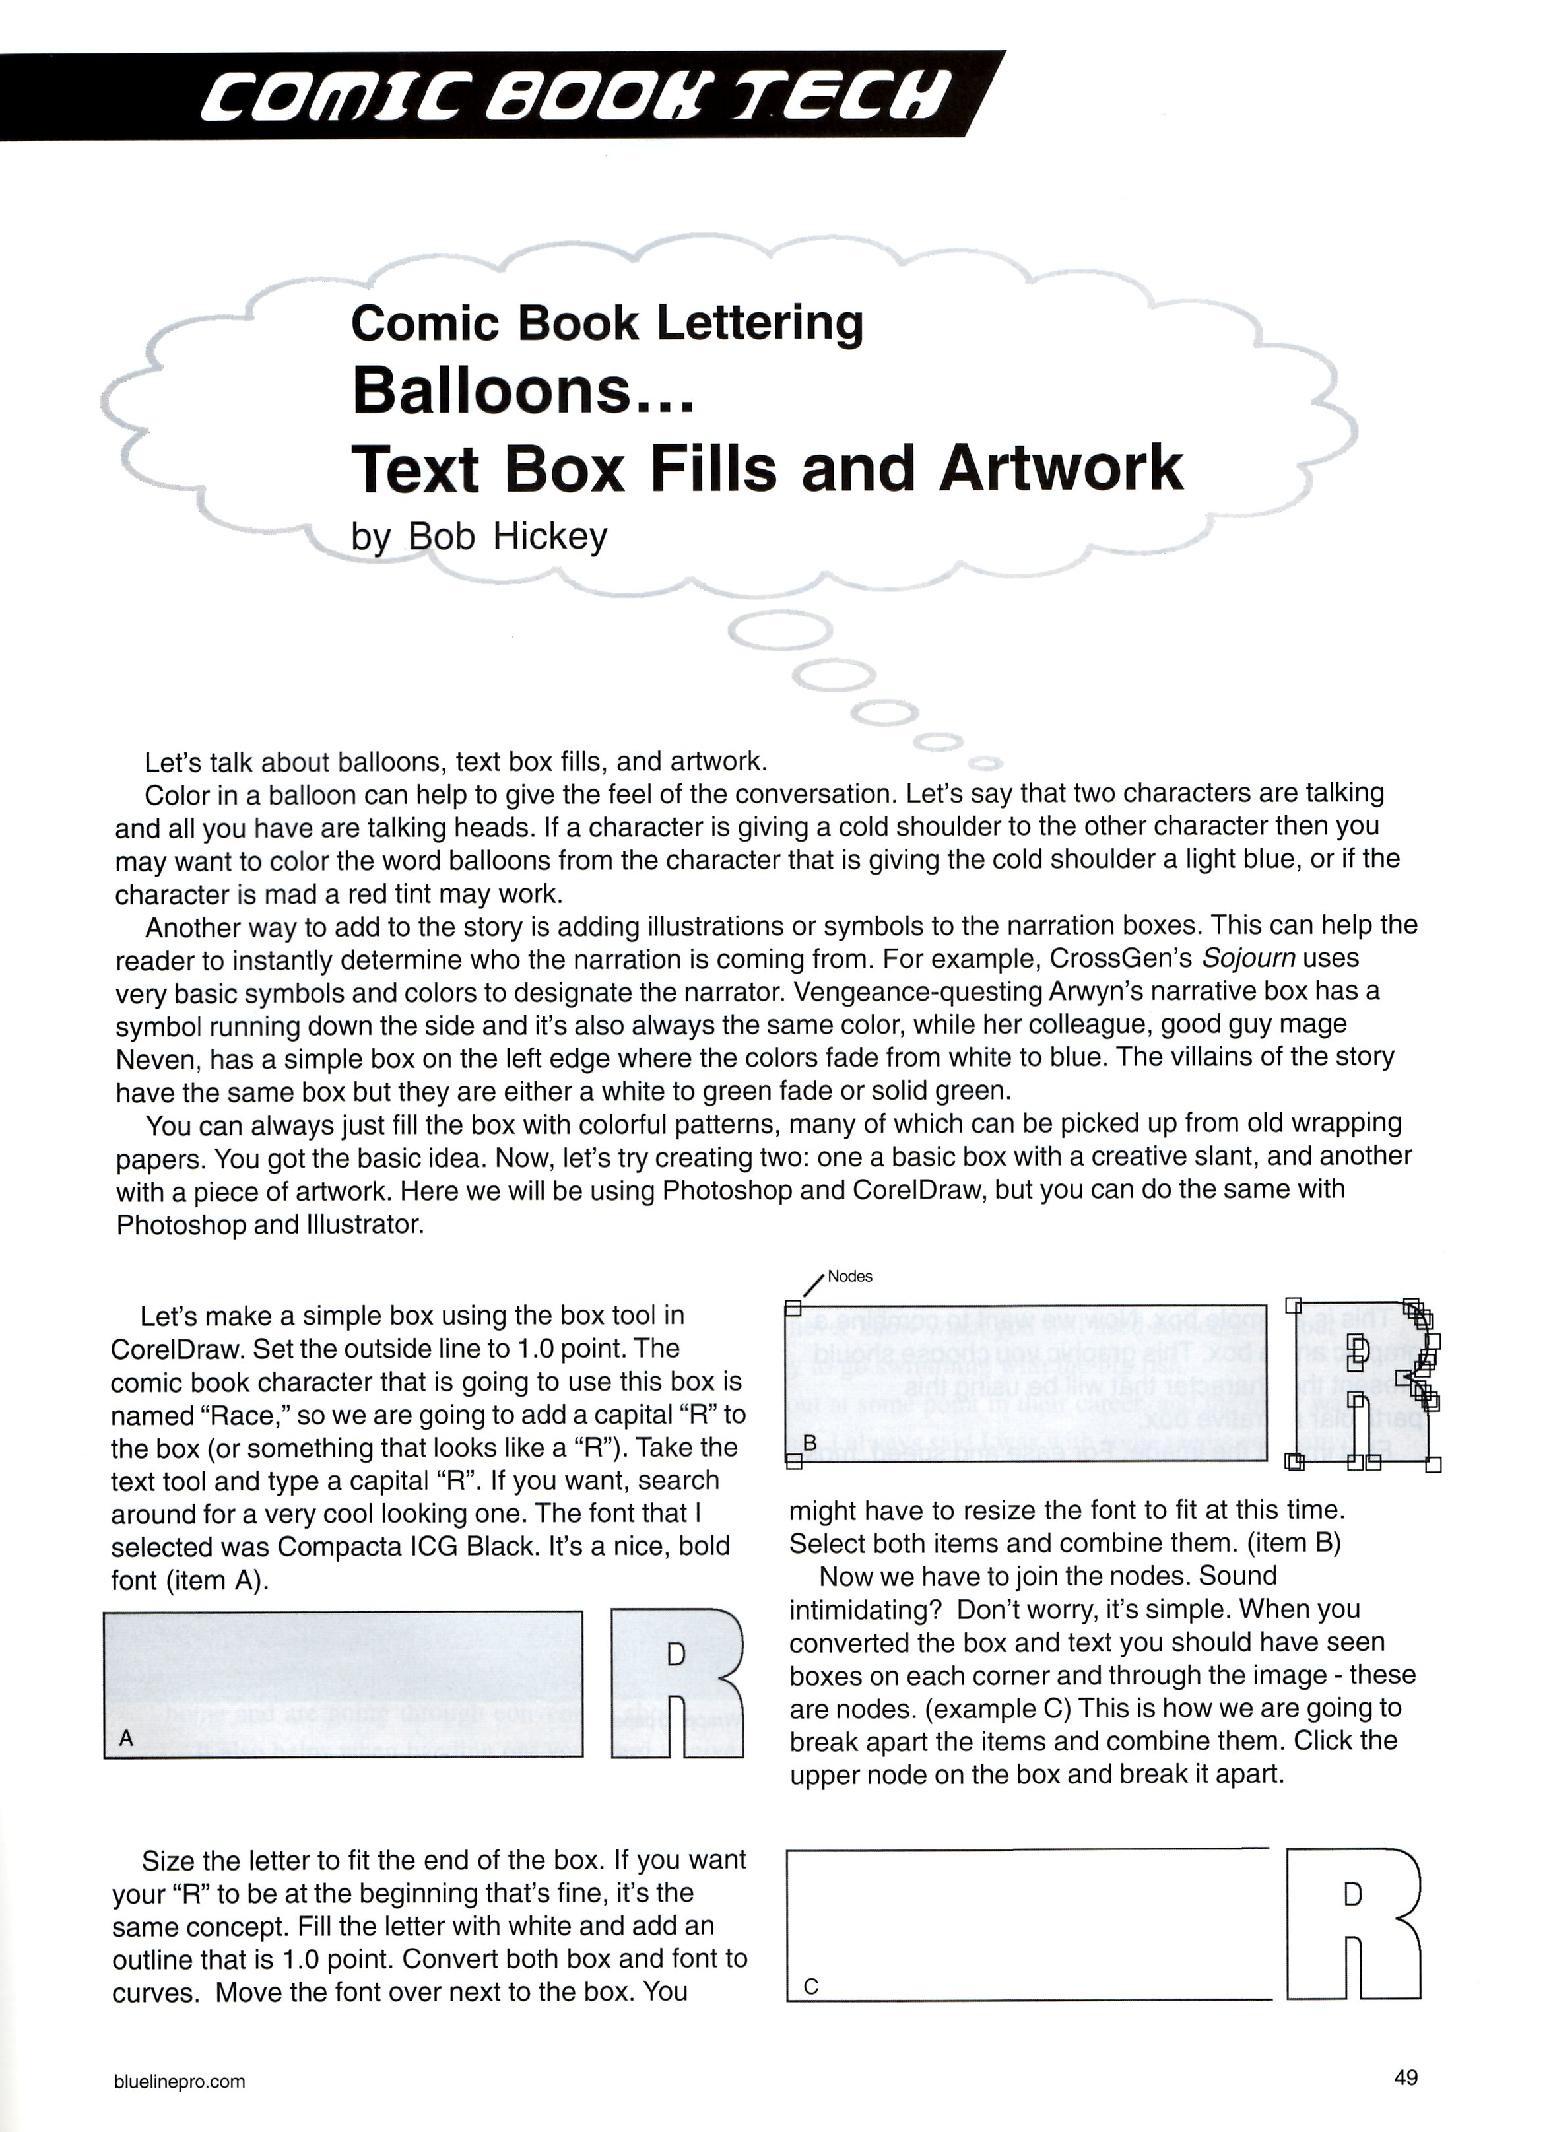 COMIC BOOK TECH
Comic Book Lettering
Balloons...
Text Box Fills and Artwork
by Bob Hickey
Let's talk about balloons, text box fills, and artwork.
Color in a balloon can help to give the feel of the conversation. Let's say that two characters are talking
and all you have are talking heads. If a character is giving a cold shoulder to the other character then you
may want to color the word balloons from the character that is giving the cold shoulder a light blue, or if the
character is mad a red tint may work.
Another way to add to the story is adding illustrations or symbols to the narration boxes. This can help the
reader to instantly determine who the narration is coming from. For example, CrossGen's Sojourn uses
very basic symbols and colors to designate the narrator. Vengeance-questing Arwyn's narrative box has a
symbol running down the side and it's also always the same color, while her colleague, good guy mage
Neven, has a simple box on the left edge where the colors fade from white to blue. The villains of the story
have the same box but they are either a white to green fade or solid green.
You can always just fill the box with colorful patterns, many of which can be picked up from old wrapping
papers. You got the basic idea. Now, let's try creating two: one a basic box with a creative slant, and another
with a piece of artwork. Here we will be using Photoshop and CorelDraw, but you can do the same with
Photoshop and Illustrator.
Let's make a simple box using the box tool in
CorelDraw. Set the outside line to 1.0 point. The
comic book character that is going to use this box is
named “Race,” so we are going to add a capital “R” to
the box (or something that looks like a “R”). Take the
text tool and type a capital “R”. If you want, search
around for a very cool looking one. The font that I
selected was Compacta ICG Black. It's a nice, bold
font (item A).
A
R
Size the letter to fit the end of the box. If you want
your “R” to be at the beginning that's fine, it's the
same concept. Fill the letter with white and add an
outline that is 1.0 point. Convert both box and font to
curves.  Move the font over next to the box. You
Nodes
B
R
might have to resize the font to fit at this time.
Select both items and combine them. (item B)
Now we have to join the nodes. Sound
intimidating?  Don't worry, it's simple. When you
converted the box and text you should have seen
boxes on each corner and through the image - these
are nodes. (example C) This is how we are going to
break apart the items and combine them. Click the
upper node on the box and break it apart.
C
R
bluelinepro.com
49